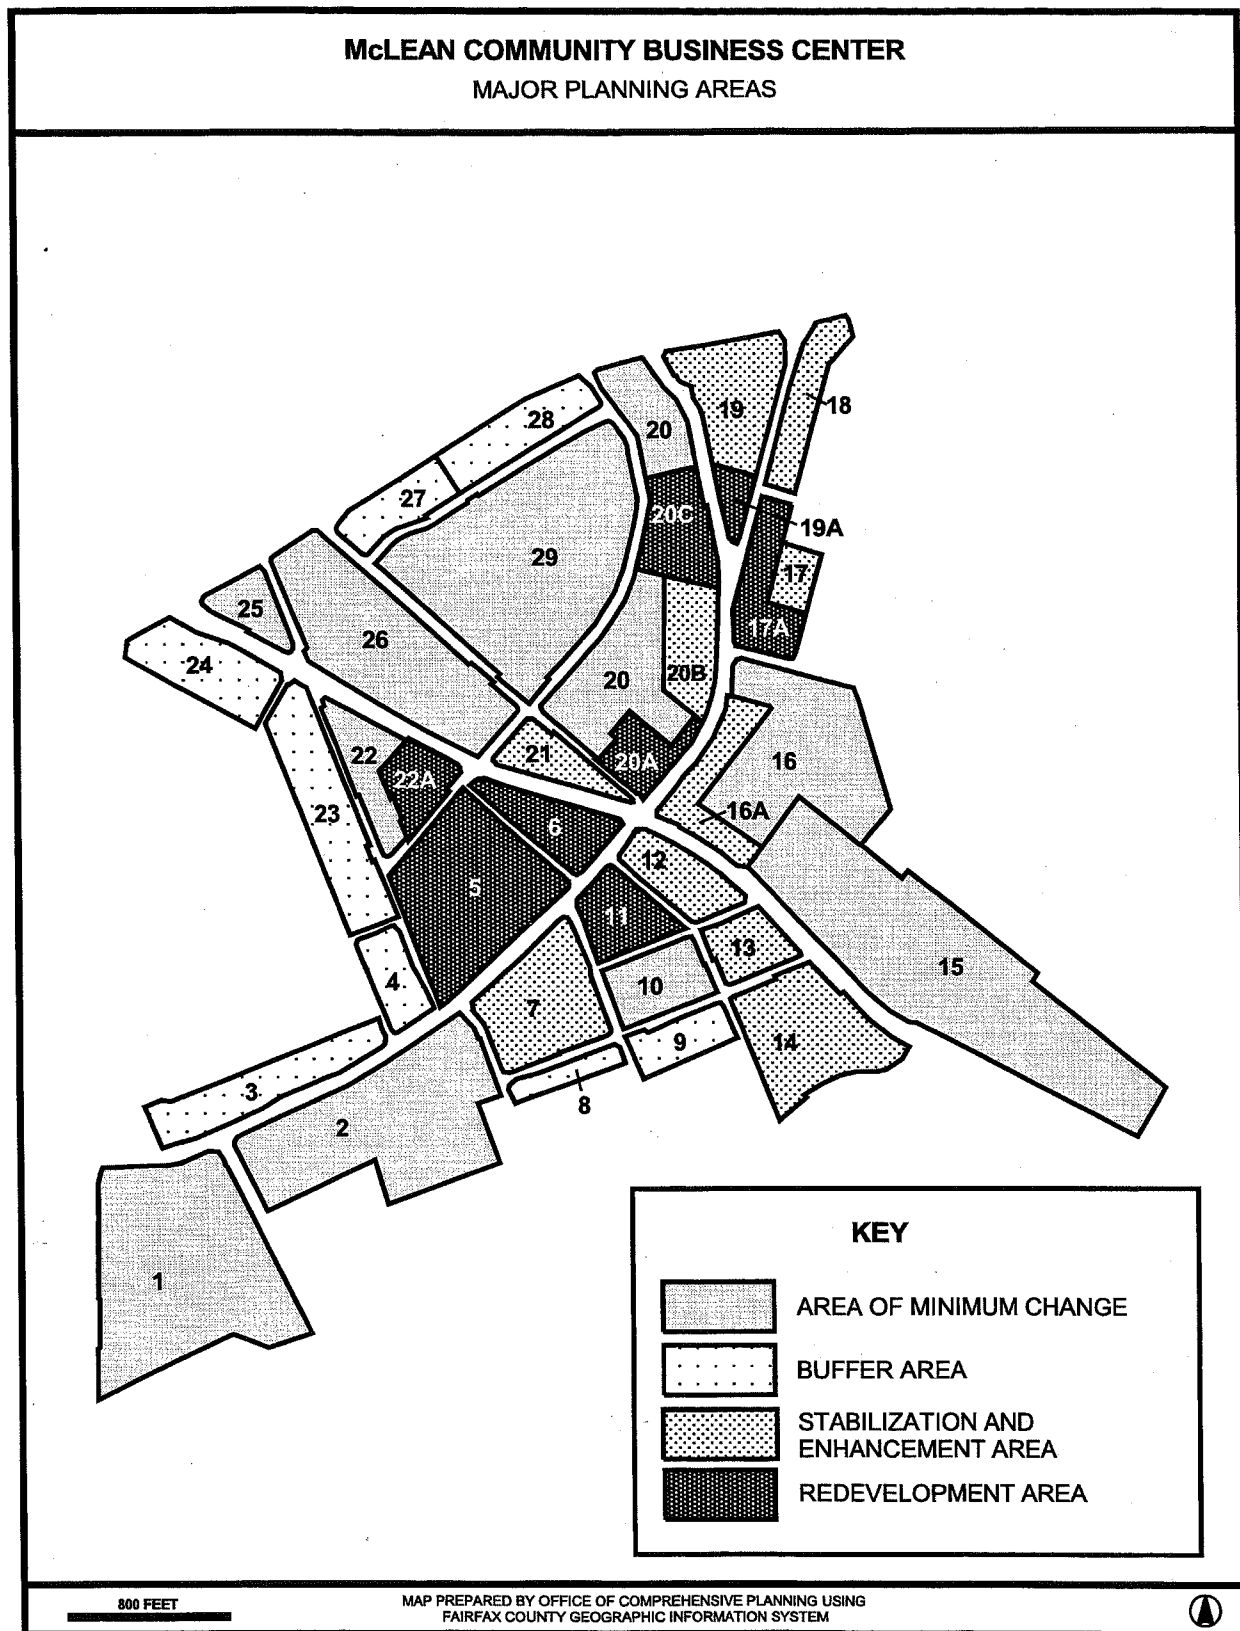 McLEAN COMMUNITY BUSINESS CENTER
MAJOR PLANNING AREAS
18
19
28
20
27
20C
19A
29
17
25
17A
26
24
20
20B
21
22
20A
16
22A
23
16A
6
12
5
11
13
15
4
10
7
9
14
3
8
2
1
KEY
AREA OF MINIMUM CHANGE
BUFFER AREA
STABILIZATION AND
ENHANCEMENT AREA
REDEVELOPMENT AREA
800 FEET
MAP PREPARED BY OFFICE OF COMPREHENSIVE PLANNING USING
FAIRFAX COUNTY GEOGRAPHIC INFORMATION SYSTEM